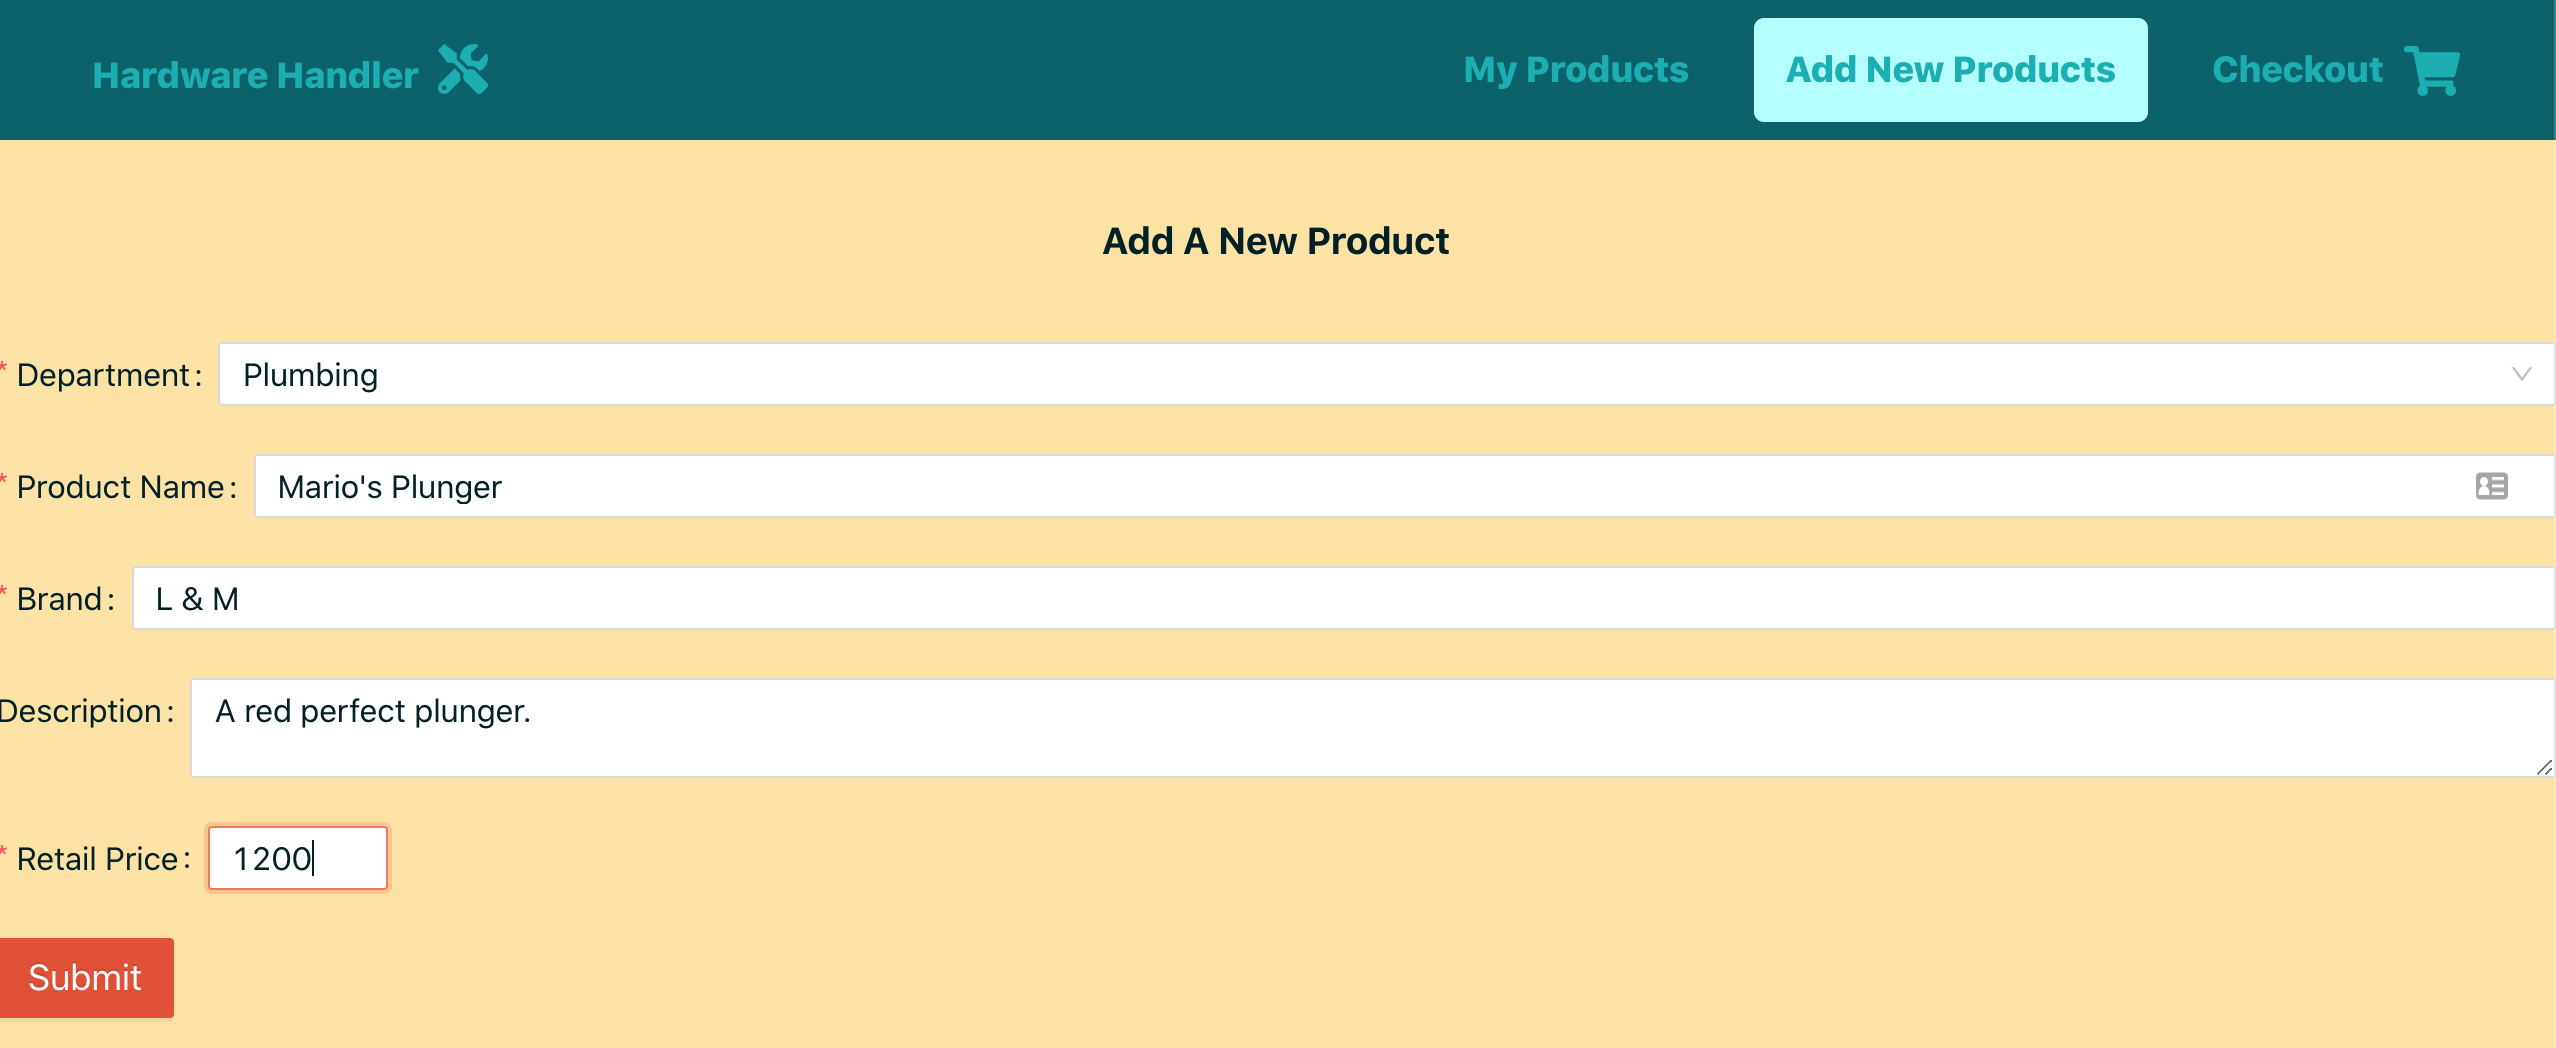 Hardware Handler
My Products
Add New Products
Checkout
Add A New Product
* Department:
Plumbing
* Product Name:
Mario's Plunger
* Brand:
L & M
Description:
A red perfect plunger.
* Retail Price:
1200
Submit